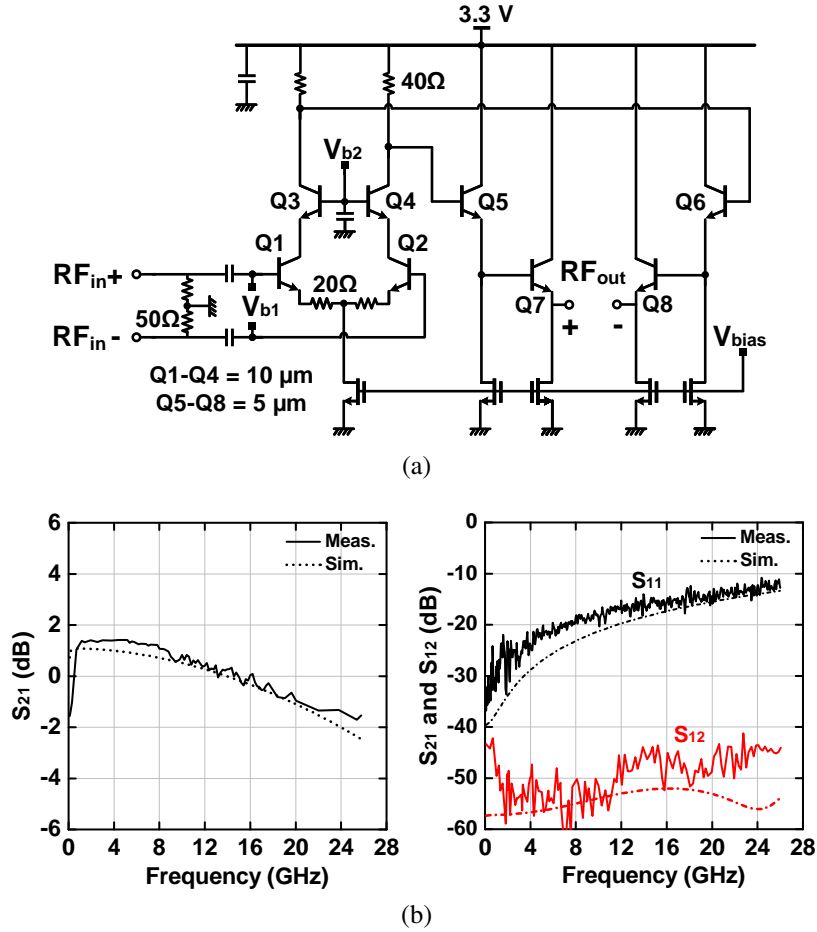 3.3 V
40Ω
Vb2
Q3
Q4
Q5
Q6
Q1
Q2
RFin+
20Ω
RFout
Vb1
50Ω
Q7
Q8
+
-
RFin-
Vbias
Q1-Q4 = 10 µm
Q5-Q8 = 5 µm
(a)
6
4
2
0
-2
-4
-6
S21 (dB)
Meas.
Sim.
0 4 8 12 16 20 24 28
Frequency (GHz)
0
-10
-20
-30
-40
-50
-60
S21 and S12 (dB)
Meas.
Sim.
S11
S12
0 4 8 12 16 20 24 28
Frequency (GHz)
(b)